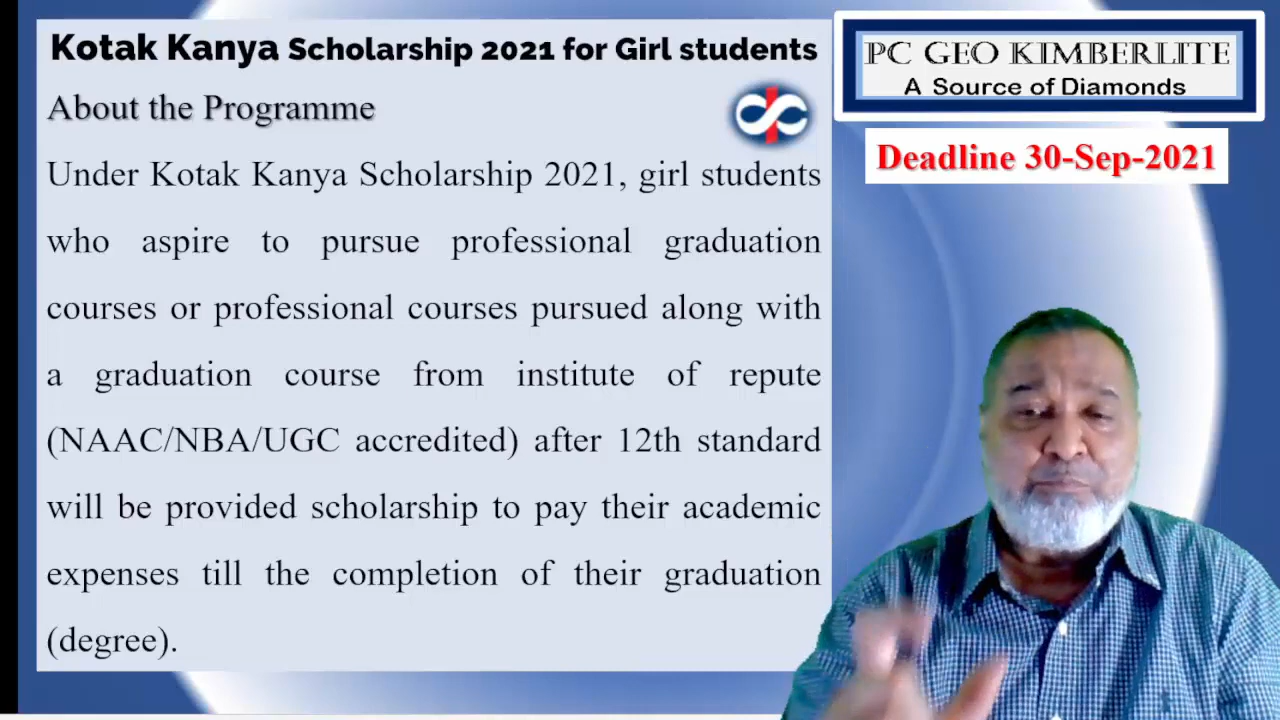 Kotak Kanya Scholarship 2021 for Girl students
About the Programme
Under Kotak Kanya Scholarship 2021, girl students
who aspire to pursue professional graduation
courses or professional courses pursued along with
a graduation course from institute of repute
(NAAC/NBA/UGC accredited) after 12th standard
will be provided scholarship to pay their academic
expenses till the completion of their graduation
(degree).
PC GEO KIMBERLITE
A Source of Diamonds
Deadline 30-Sep-2021